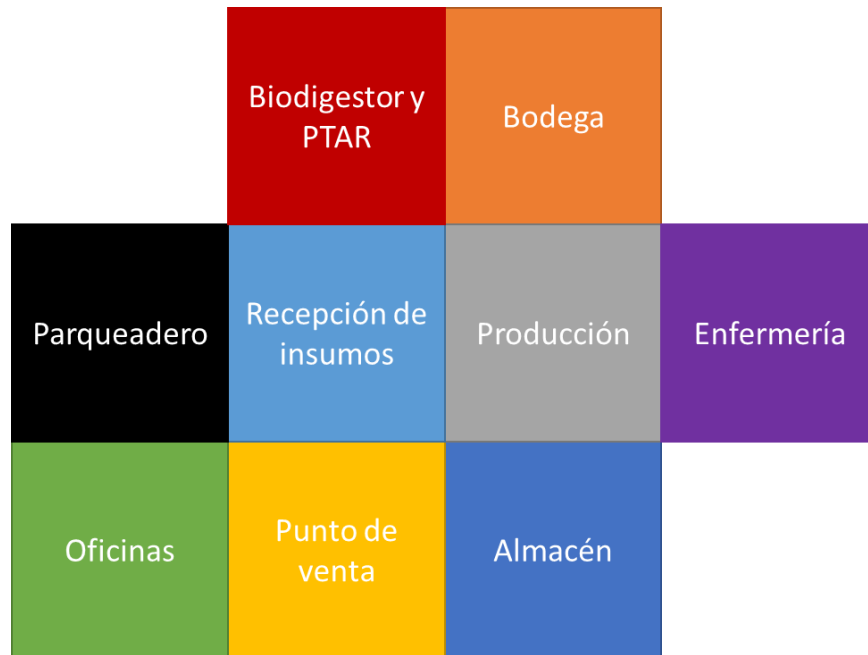 Biodigestor y
PTAR
Bodega
Parqueadero
Recepción de
insumos
Producción
Enfermería
Oficinas
Punto de
venta
Almacén